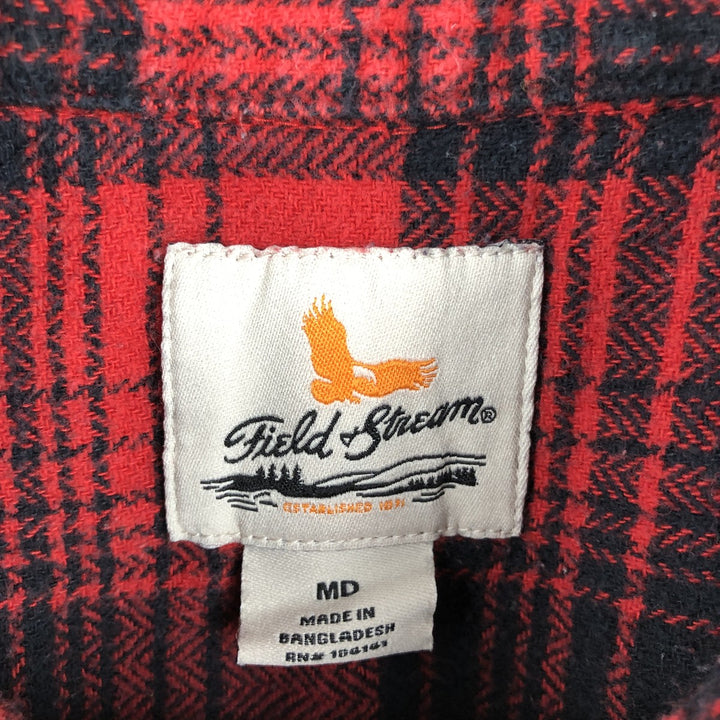 Field & Stream®
ESTABLISHED 1871
MD
MADE IN
BANGLADESH
RN# 104141